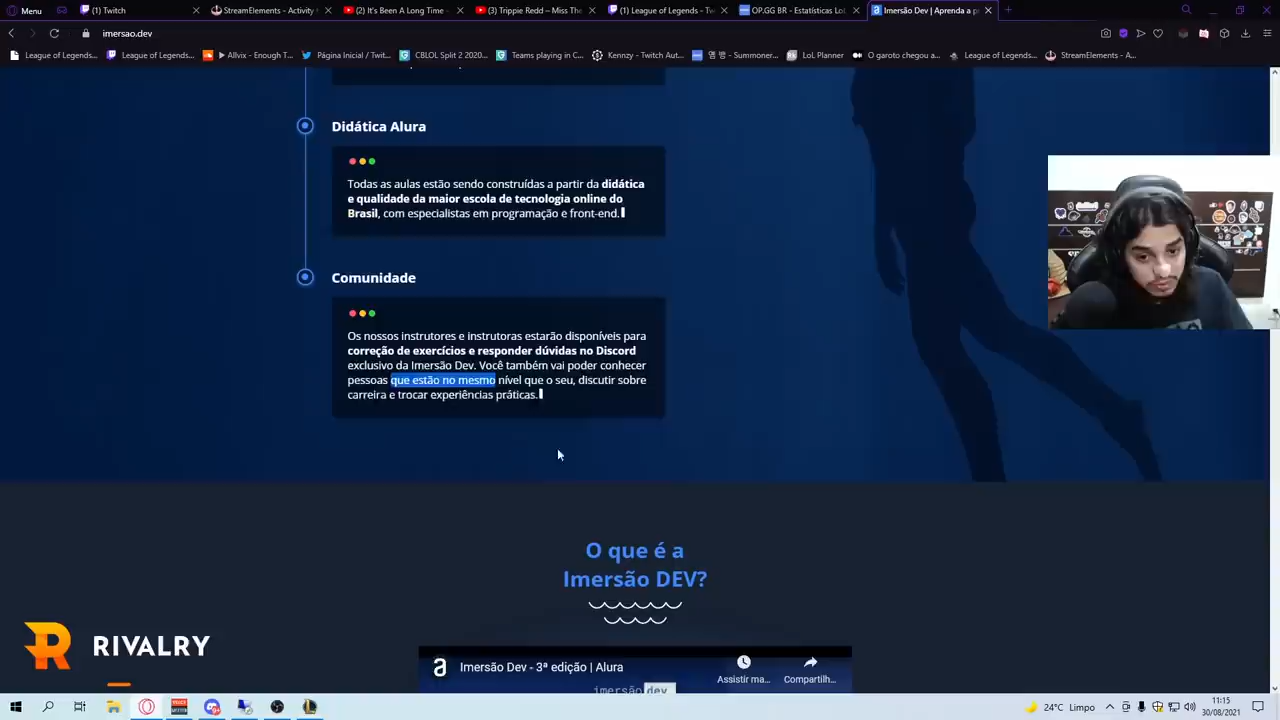 Menu
Twitch
StreamElements - Activity
(2) It's Been A Long Time -
(3) Trippie Redd – Miss The
(1) League of Legends - Tw
OP.GG BR - Estatísticas Lol
Imersão Dev | Aprenda a p
imersao.dev
League of Legends...
League of Legends...
▶ Allvix - Enough T...
Página Inicial / Twit...
CBLOL Split 2 2020...
Teams playing in C...
Kennzy - Twitch Aut...
- Summoner...
LoL Planner
O garoto chegou a...
League of Legends...
StreamElements - A...
Didática Alura
Todas as aulas estão sendo construídas a partir da didática
e qualidade da maior escola de tecnologia online do
Brasil, com especialistas em programação e front-end.
Comunidade
Os nossos instrutores e instrutoras estarão disponíveis para
correção de exercícios e responder dúvidas no Discord
exclusivo da Imersão Dev. Você também vai poder conhecer
pessoas que estão no mesmo nível que o seu, discutir sobre
carreira e trocar experiências práticas.
O que é a
Imersão DEV?
RIVALRY
Imersão Dev - 3ª edição | Alura
Assistir ma...
Compartilh...
imersão dev
24°C Limpo
11:15
30/08/2021